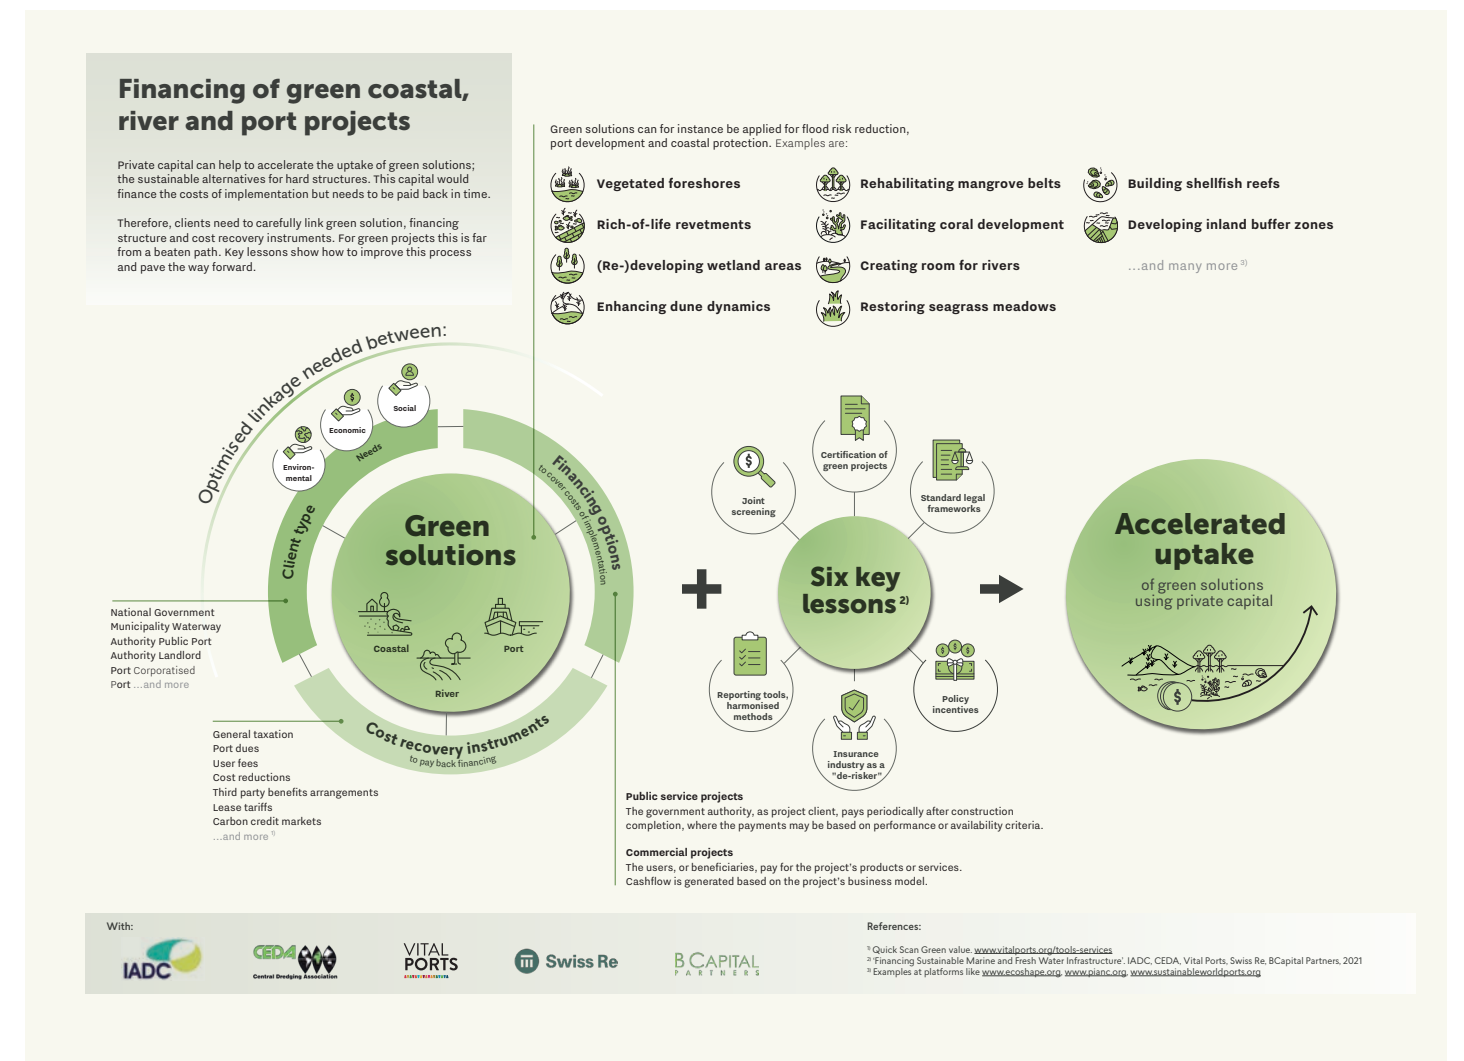 Financing of green coastal,
river and port projects
Private capital can help to accelerate the uptake of green solutions;
the sustainable alternatives for hard structures. This capital would
finance the costs of implementation but needs to be paid back in time.
Therefore, clients need to carefully link green solution, financing
structure and cost recovery instruments. For green projects this is far
from a beaten path. Key lessons show how to improve this process
and pave the way forward.
Green solutions can for instance be applied for flood risk reduction,
port development and coastal protection. Examples are:
Vegetated foreshores
Rich-of-life revetments
(Re-)developing wetland areas
Enhancing dune dynamics
Rehabilitating mangrove belts
Facilitating coral development
Creating room for rivers
Restoring seagrass meadows
Building shellfish reefs
Developing inland buffer zones
...and many more 3)
Optimised linkage needed between:
Social
Economic
Environ-
mental
Needs
Client type
Financing options
to cover costs of implementation
Green
solutions
Coastal
Port
River
Cost recovery instruments
to pay back financing
National Government
Municipality Waterway
Authority Public Port
Authority Landlord
Port Corporatised
Port ...and more
General taxation
Port dues
User fees
Cost reductions
Third party benefits arrangements
Lease tariffs
Carbon credit markets
...and more 1)
Certification of
green projects
Joint
screening
Standard legal
frameworks
Six key
lessons 2)
Reporting tools,
harmonised
methods
Policy
incentives
Insurance
industry as a
"de-risker"
Accelerated
uptake
of green solutions
using private capital
Public service projects
The government authority, as project client, pays periodically after construction
completion, where the payments may be based on performance or availability criteria.
Commercial projects
The users, or beneficiaries, pay for the project's products or services.
Cashflow is generated based on the project's business model.
With:
IADC
CEDA
Central Dredging Association
VITAL
PORTS
Swiss Re
B CAPITAL
PARTNERS
References:
1) Quick Scan Green value. www.vitalports.org/tools-services
2) 'Financing Sustainable Marine and Fresh Water Infrastructure'. IADC, CEDA, Vital Ports, Swiss Re, BCapital Partners, 2021
3) Examples at platforms like www.ecoshape.org, www.pianc.org, www.sustainableworldports.org